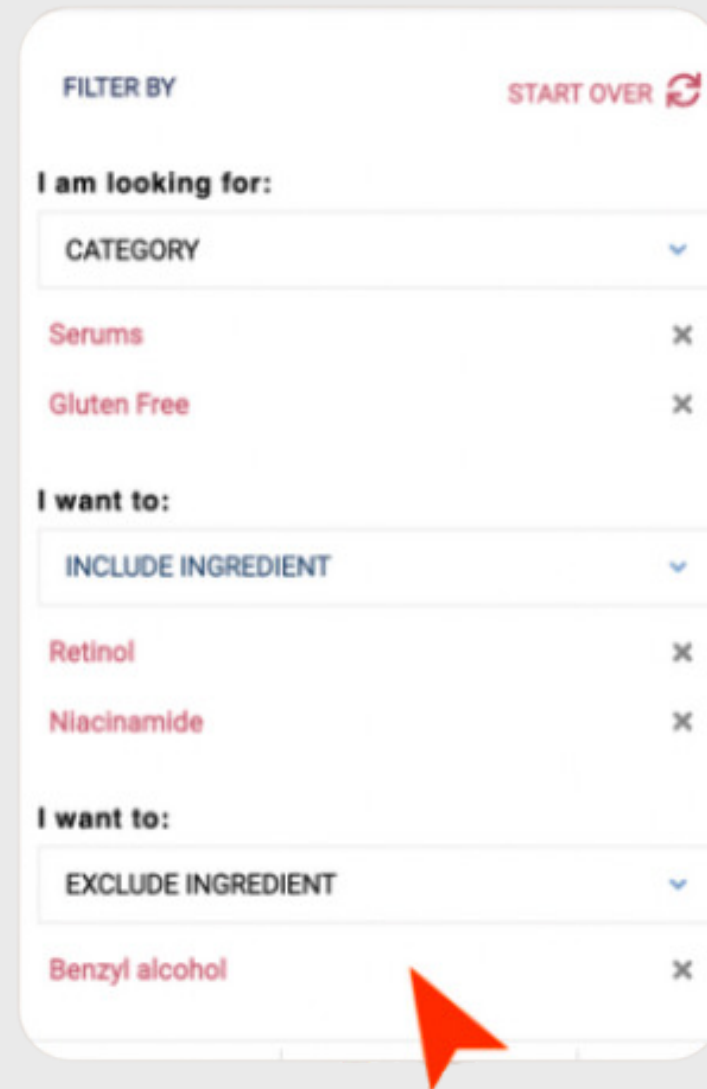 FILTER BY
START OVER
I am looking for:
CATEGORY
Serums
Gluten Free
I want to:
INCLUDE INGREDIENT
Retinol
Niacinamide
I want to:
EXCLUDE INGREDIENT
Benzyl alcohol